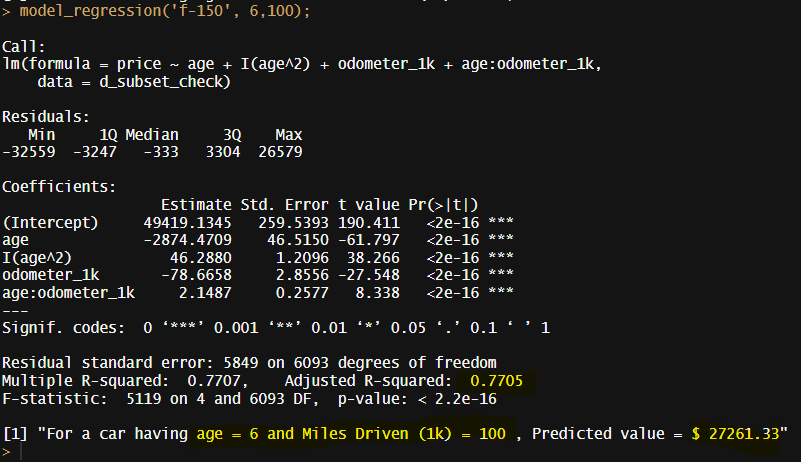 > model_regression('f-150', 6,100);
Call:
lm(formula = price ~ age + I(age^2) + odometer_1k + age:odometer_1k,
    data = d_subset_check)
Residuals:
   Min     1Q Median     3Q    Max
-32559  -3247   -333   3304  26579
Coefficients:
                  Estimate Std. Error t value Pr(>|t|)
(Intercept)     49419.1345   259.5393 190.411   <2e-16 ***
age             -2874.4709    46.5150 -61.797   <2e-16 ***
I(age^2)           46.2880     1.2096  38.266   <2e-16 ***
odometer_1k       -78.6658     2.8556 -27.548   <2e-16 ***
age:odometer_1k     2.1487     0.2577   8.338   <2e-16 ***
---
Signif. codes:  0 ‘***’ 0.001 ‘**’ 0.01 ‘*’ 0.05 ‘.’ 0.1 ‘ ’ 1
Residual standard error: 5849 on 6093 degrees of freedom
Multiple R-squared:  0.7707,    Adjusted R-squared:  0.7705
F-statistic:  5119 on 4 and 6093 DF,  p-value: < 2.2e-16
[1] "For a car having age = 6 and Miles Driven (1k) = 100 , Predicted value = $ 27261.33"
>